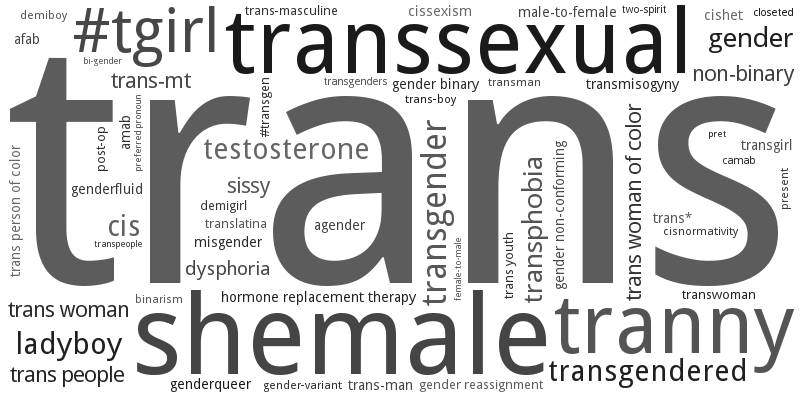 demiboy
#tgirl
trans-masculine
cissexism
male-to-female
two-spirit
cishet
closeted
afab
transsexual
gender
bi-gender
trans-mt
#transgen
transgenders
gender binary
transman
transmisogyny
non-binary
trans-boy
trans
post-op
amab
preferred pronoun
testosterone
transgender
female-to-male
trans youth
transphobia
gender non-conforming
trans woman of color
pret
transgirl
camab
present
trans person of color
genderfluid
sissy
demigirl
cis
translatina
agender
trans*
transpeople
misgender
cisnormativity
dysphoria
trans woman
binarism
hormone replacement therapy
transwoman
shemale
tranny
ladyboy
trans people
transgendered
genderqueer
gender-variant
trans-man
gender reassignment